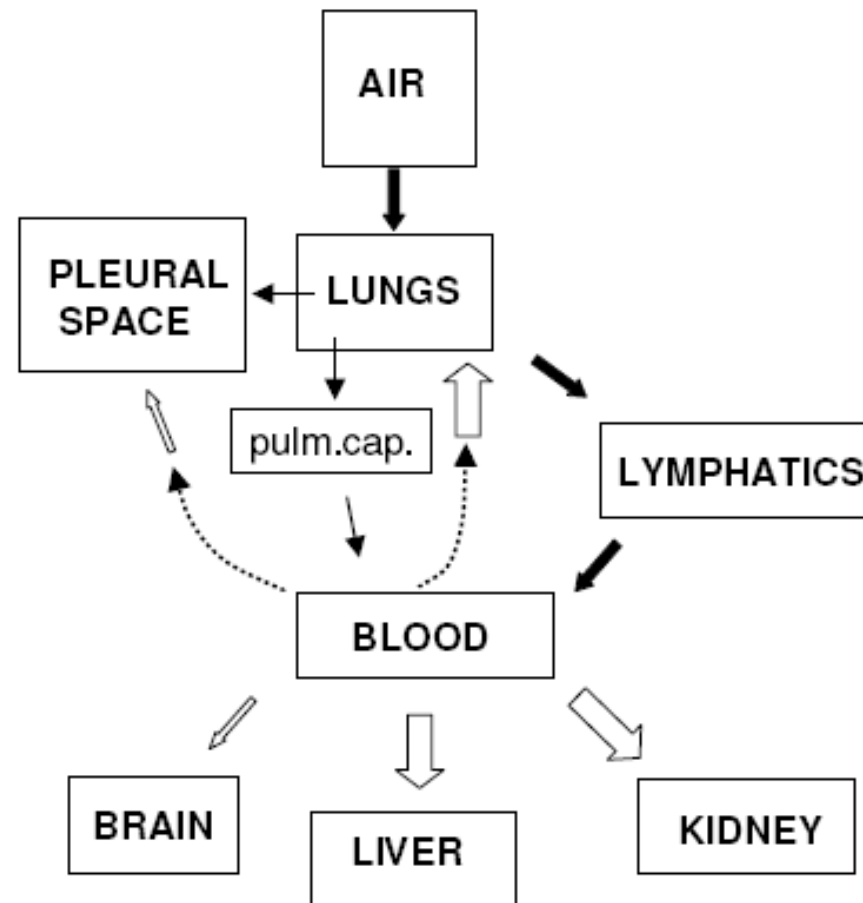 AIR
PLEURAL
SPACE
LUNGS
pulm.cap.
LYMPHATICS
BLOOD
BRAIN
LIVER
KIDNEY